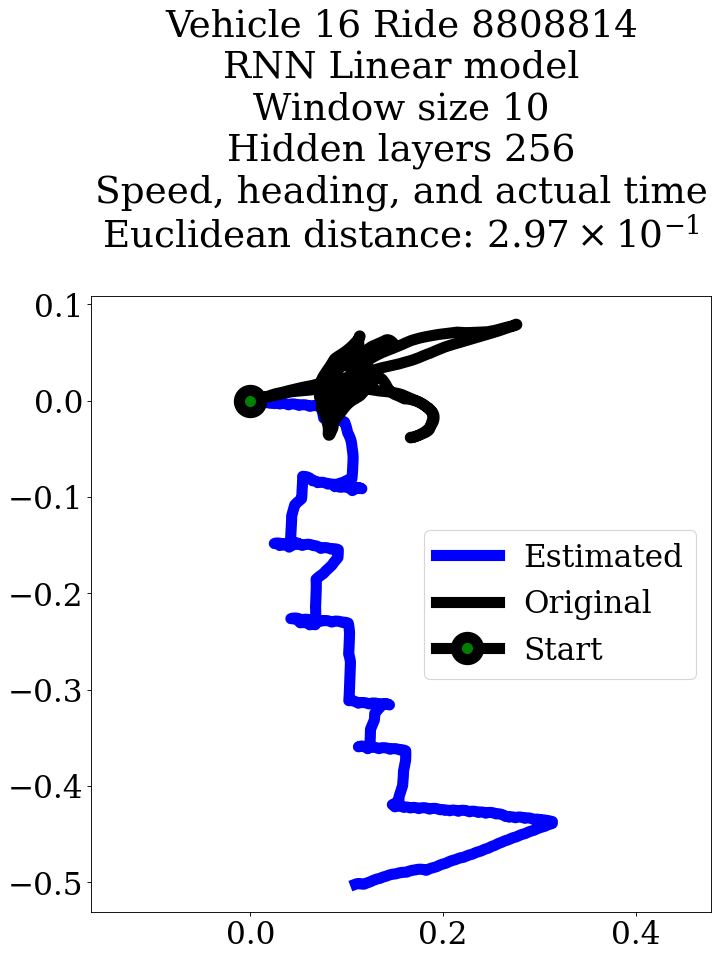 Vehicle 16 Ride 8808814
RNN Linear model
Window size 10
Hidden layers 256
Speed, heading, and actual time
Euclidean distance: 2.97 × 10⁻¹
0.1
0.0
−0.1
−0.2
−0.3
−0.4
−0.5
Estimated
Original
Start
0.0 0.2 0.4